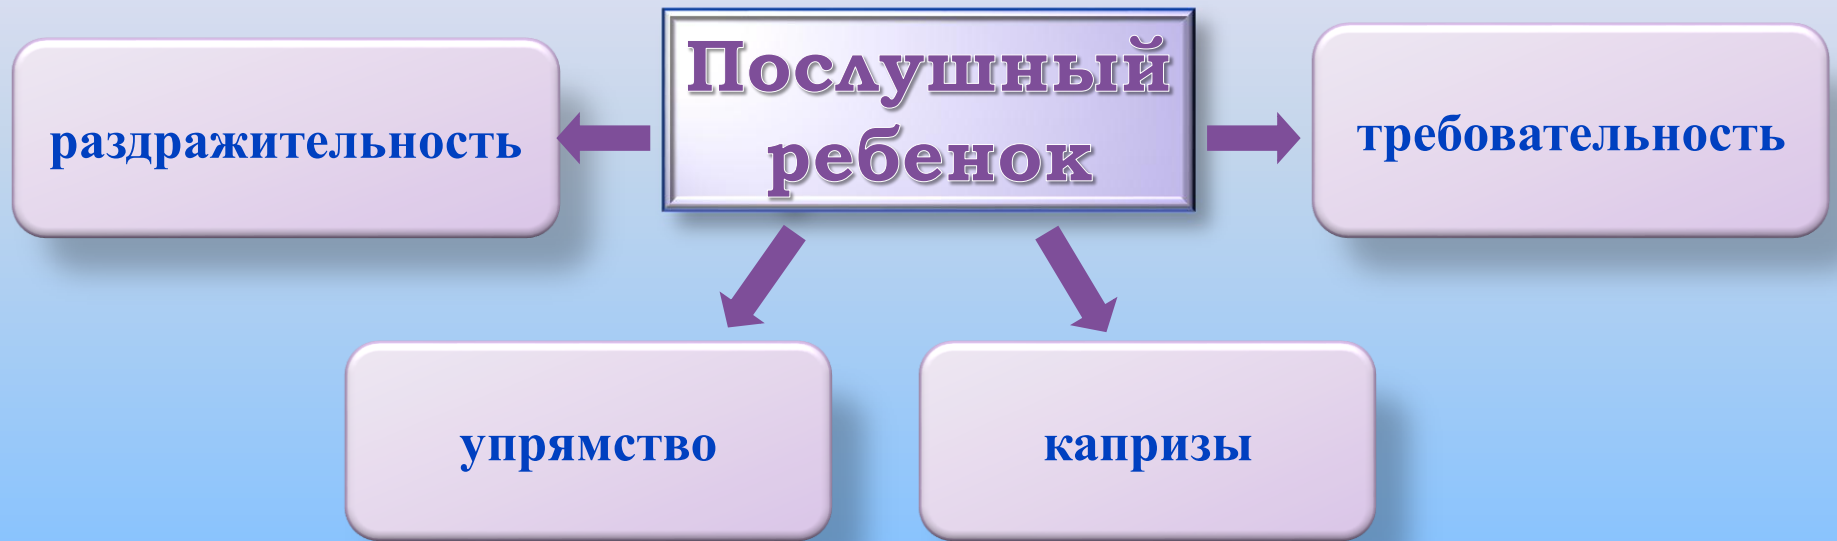 Послушный
ребенок
раздражительность
требовательность
упрямство
капризы